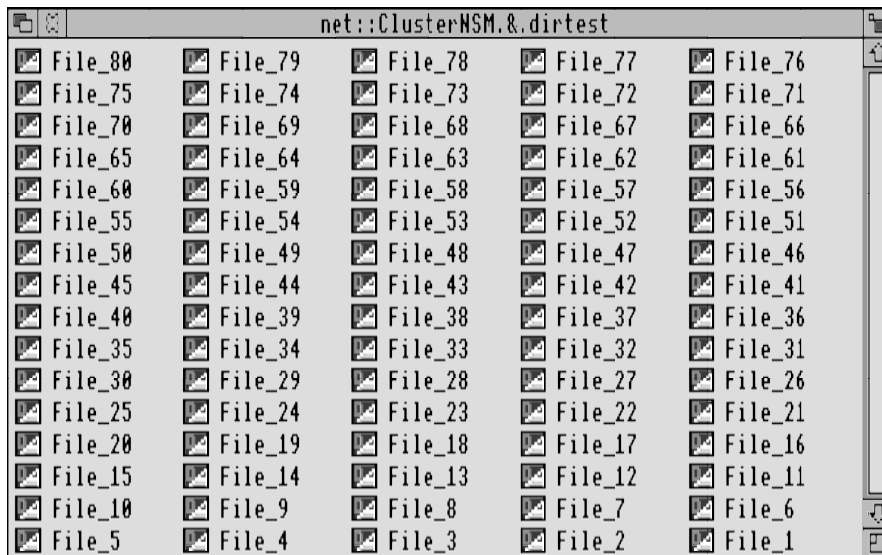 net::ClusterNSM.&.dirtest
File_80 File_79 File_78 File_77 File_76
File_75 File_74 File_73 File_72 File_71
File_70 File_69 File_68 File_67 File_66
File_65 File_64 File_63 File_62 File_61
File_60 File_59 File_58 File_57 File_56
File_55 File_54 File_53 File_52 File_51
File_50 File_49 File_48 File_47 File_46
File_45 File_44 File_43 File_42 File_41
File_40 File_39 File_38 File_37 File_36
File_35 File_34 File_33 File_32 File_31
File_30 File_29 File_28 File_27 File_26
File_25 File_24 File_23 File_22 File_21
File_20 File_19 File_18 File_17 File_16
File_15 File_14 File_13 File_12 File_11
File_10 File_9 File_8 File_7 File_6
File_5 File_4 File_3 File_2 File_1